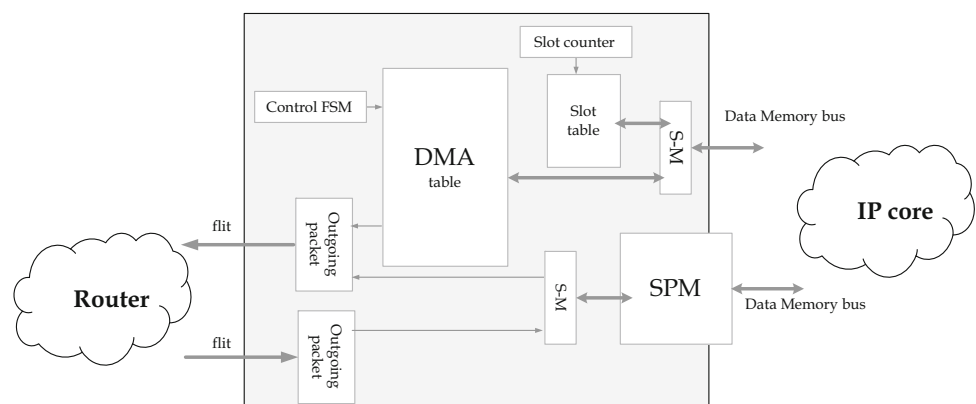 Slot counter
Control FSM
Slot
table
DMA
table
S-M
Data Memory bus
IP core
flit
Outgoing
packet
Router
S-M
SPM
Data Memory bus
flit
Outgoing
packet